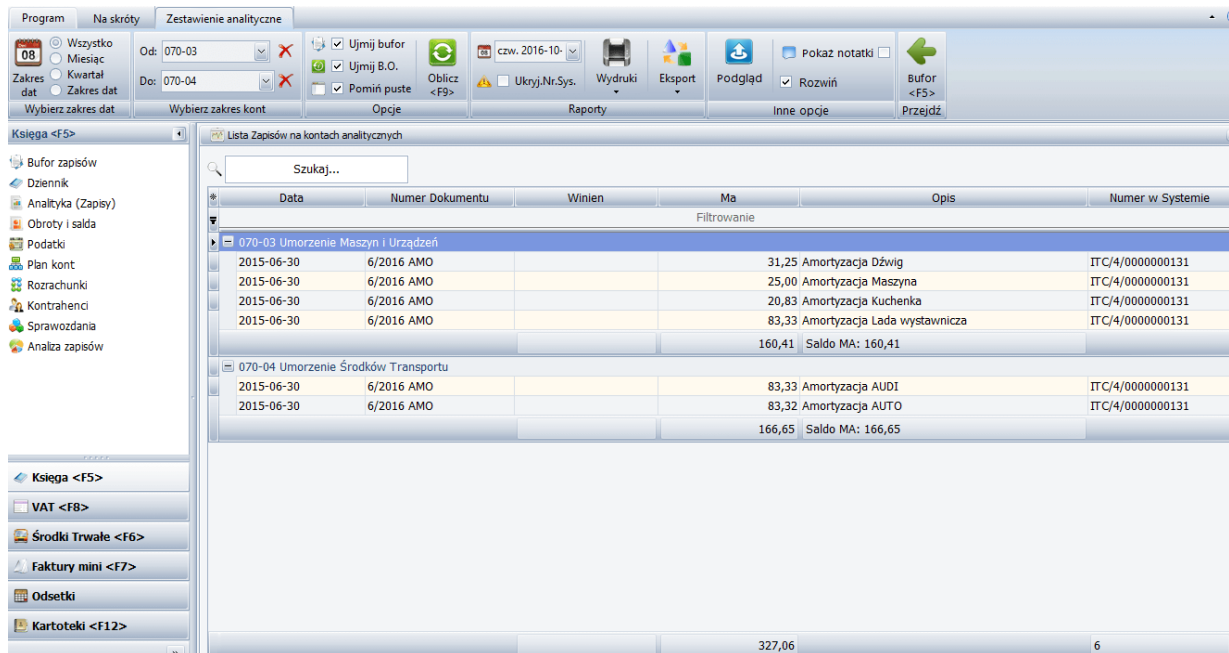 Program Na skróty Zestawienie analityczne
08
Zakres dat
Wszystko
Miesiąc
Kwartał
Zakres dat
Wybierz zakres dat
Od: 070-03
Do: 070-04
Wybierz zakres kont
Ujmij bufor
Ujmij B.O.
Pomiń puste
Oblicz <F9>
Opcje
czw. 2016-10-
Ukryj.Nr.Sys.
Wydruki
Eksport
Raporty
Podgląd
Pokaż notatki
Rozwiń
Inne opcje
Bufor <F5>
Przejdź
Księga <F5>
Bufor zapisów
Dziennik
Analityka (Zapisy)
Obroty i salda
Podatki
Plan kont
Rozrachunki
Kontrahenci
Sprawozdania
Analiza zapisów
Księga <F5>
VAT <F8>
Środki Trwałe <F6>
Faktury mini <F7>
Odsetki
Kartoteki <F12>
Lista Zapisów na kontach analitycznych
Szukaj...
Data Numer Dokumentu Winien Ma Opis Numer w Systemie
Filtrowanie
070-03 Umorzenie Maszyn i Urządzeń
2015-06-30 6/2016 AMO 31,25 Amortyzacja Dźwig ITC/4/0000000131
2015-06-30 6/2016 AMO 25,00 Amortyzacja Maszyna ITC/4/0000000131
2015-06-30 6/2016 AMO 20,83 Amortyzacja Kuchenka ITC/4/0000000131
2015-06-30 6/2016 AMO 83,33 Amortyzacja Lada wystawnicza ITC/4/0000000131
160,41 Saldo MA: 160,41
070-04 Umorzenie Środków Transportu
2015-06-30 6/2016 AMO 83,33 Amortyzacja AUDI ITC/4/0000000131
2015-06-30 6/2016 AMO 83,32 Amortyzacja AUTO ITC/4/0000000131
166,65 Saldo MA: 166,65
327,06 6